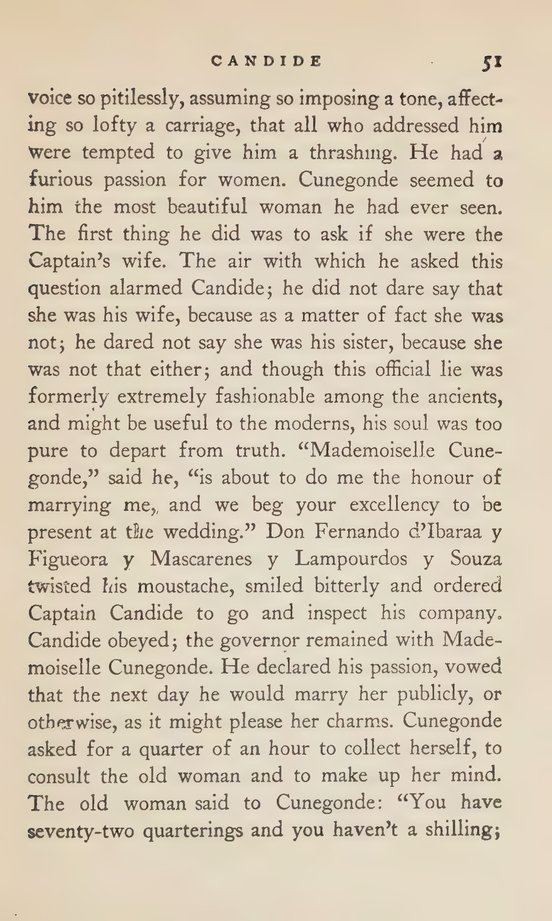 CANDIDE 51
voice so pitilessly, assuming so imposing a tone, affect-
ing so lofty a carriage, that all who addressed him
were tempted to give him a thrashing. He had a
furious passion for women. Cunegonde seemed to
him the most beautiful woman he had ever seen.
The first thing he did was to ask if she were the
Captain's wife. The air with which he asked this
question alarmed Candide; he did not dare say that
she was his wife, because as a matter of fact she was
not; he dared not say she was his sister, because she
was not that either; and though this official lie was
formerly extremely fashionable among the ancients,
and might be useful to the moderns, his soul was too
pure to depart from truth. "Mademoiselle Cune-
gonde," said he, "is about to do me the honour of
marrying me, and we beg your excellency to be
present at the wedding." Don Fernando d'Ibaraa y
Figueora y Mascarenes y Lampourdos y Souza
twisted his moustache, smiled bitterly and ordered
Captain Candide to go and inspect his company.
Candide obeyed; the governor remained with Made-
moiselle Cunegonde. He declared his passion, vowed
that the next day he would marry her publicly, or
otherwise, as it might please her charms. Cunegonde
asked for a quarter of an hour to collect herself, to
consult the old woman and to make up her mind.
The old woman said to Cunegonde: "You have
seventy-two quarterings and you haven't a shilling;